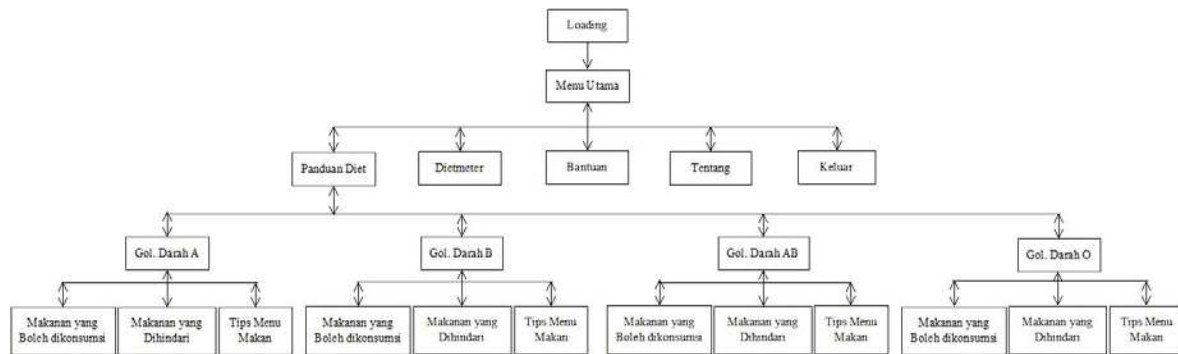 Loading
Menu Utama
Panduan Diet
Dietmeter
Bantuan
Tentang
Keluar
Gol. Darah A
Gol. Darah B
Gol. Darah AB
Gol. Darah O
Makanan yang
Boleh dikonsumsi
Makanan yang
Dihindari
Tips Menu
Makan
Makanan yang
Boleh dikonsumsi
Makanan yang
Dihindari
Tips Menu
Makan
Makanan yang
Boleh dikonsumsi
Makanan yang
Dihindari
Tips Menu
Makan
Makanan yang
Boleh dikonsumsi
Makanan yang
Dihindari
Tips Menu
Makan